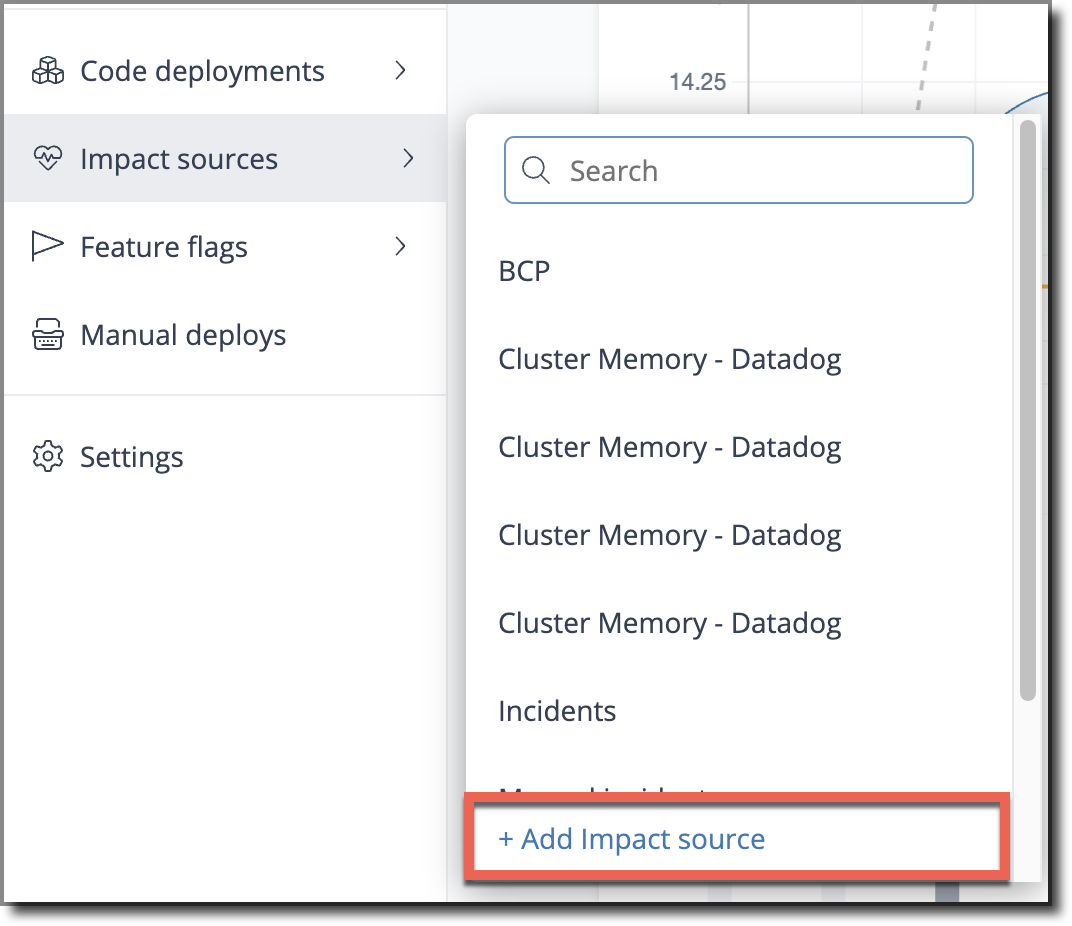 Code deployments
Impact sources
Feature flags
Manual deploys
Settings
14.25
Search
BCP
Cluster Memory - Datadog
Cluster Memory - Datadog
Cluster Memory - Datadog
Cluster Memory - Datadog
Incidents
+ Add Impact source